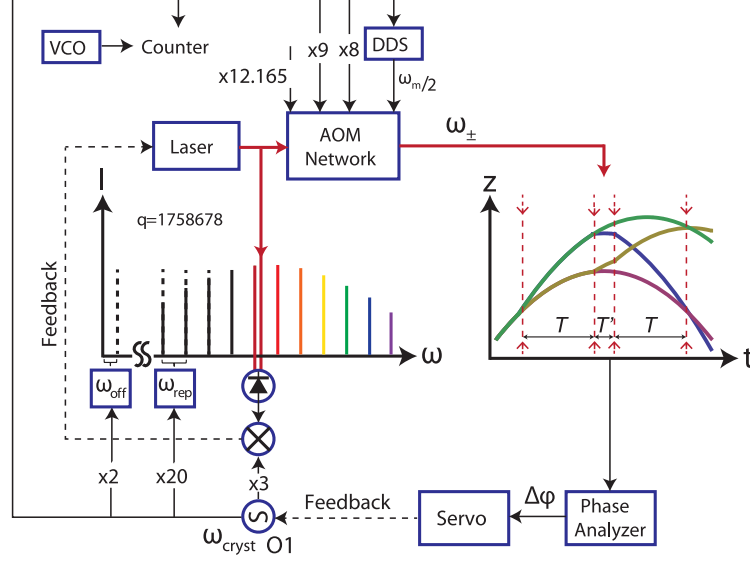 VCO
Counter
x12.165
x9
x8
DDS
ω_m/2
Laser
AOM
Network
ω_±
I
q=1758678
z
Feedback
T
T'
T
ω
t
ω_off
ω_rep
x2
x20
x3
Feedback
Δφ
Servo
Phase
Analyzer
ω_cryst
O1
S